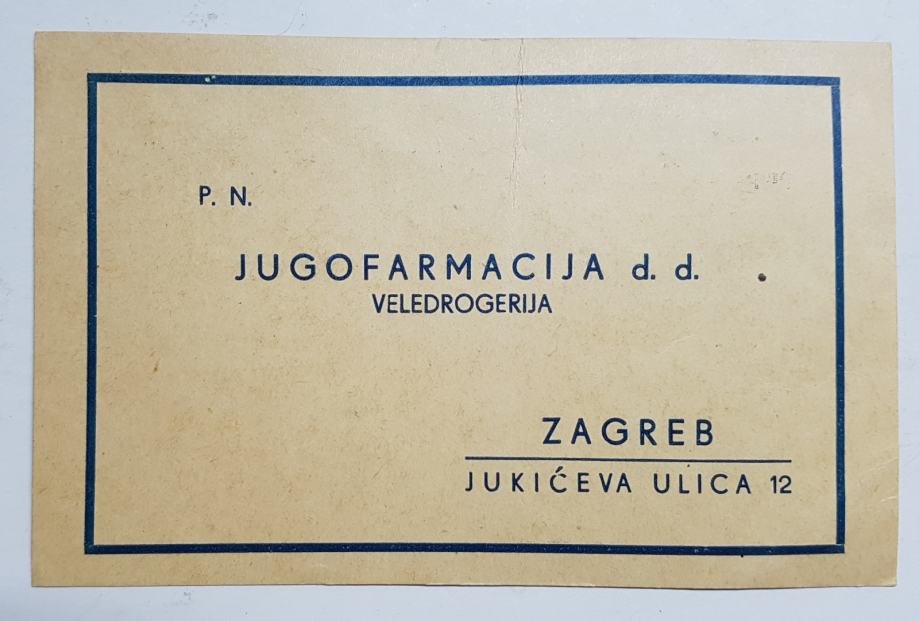 P. N.
JUGOFARMACIJA d. d.
VELEDROGERIJA
ZAGREB
JUKIĆEVA ULICA 12